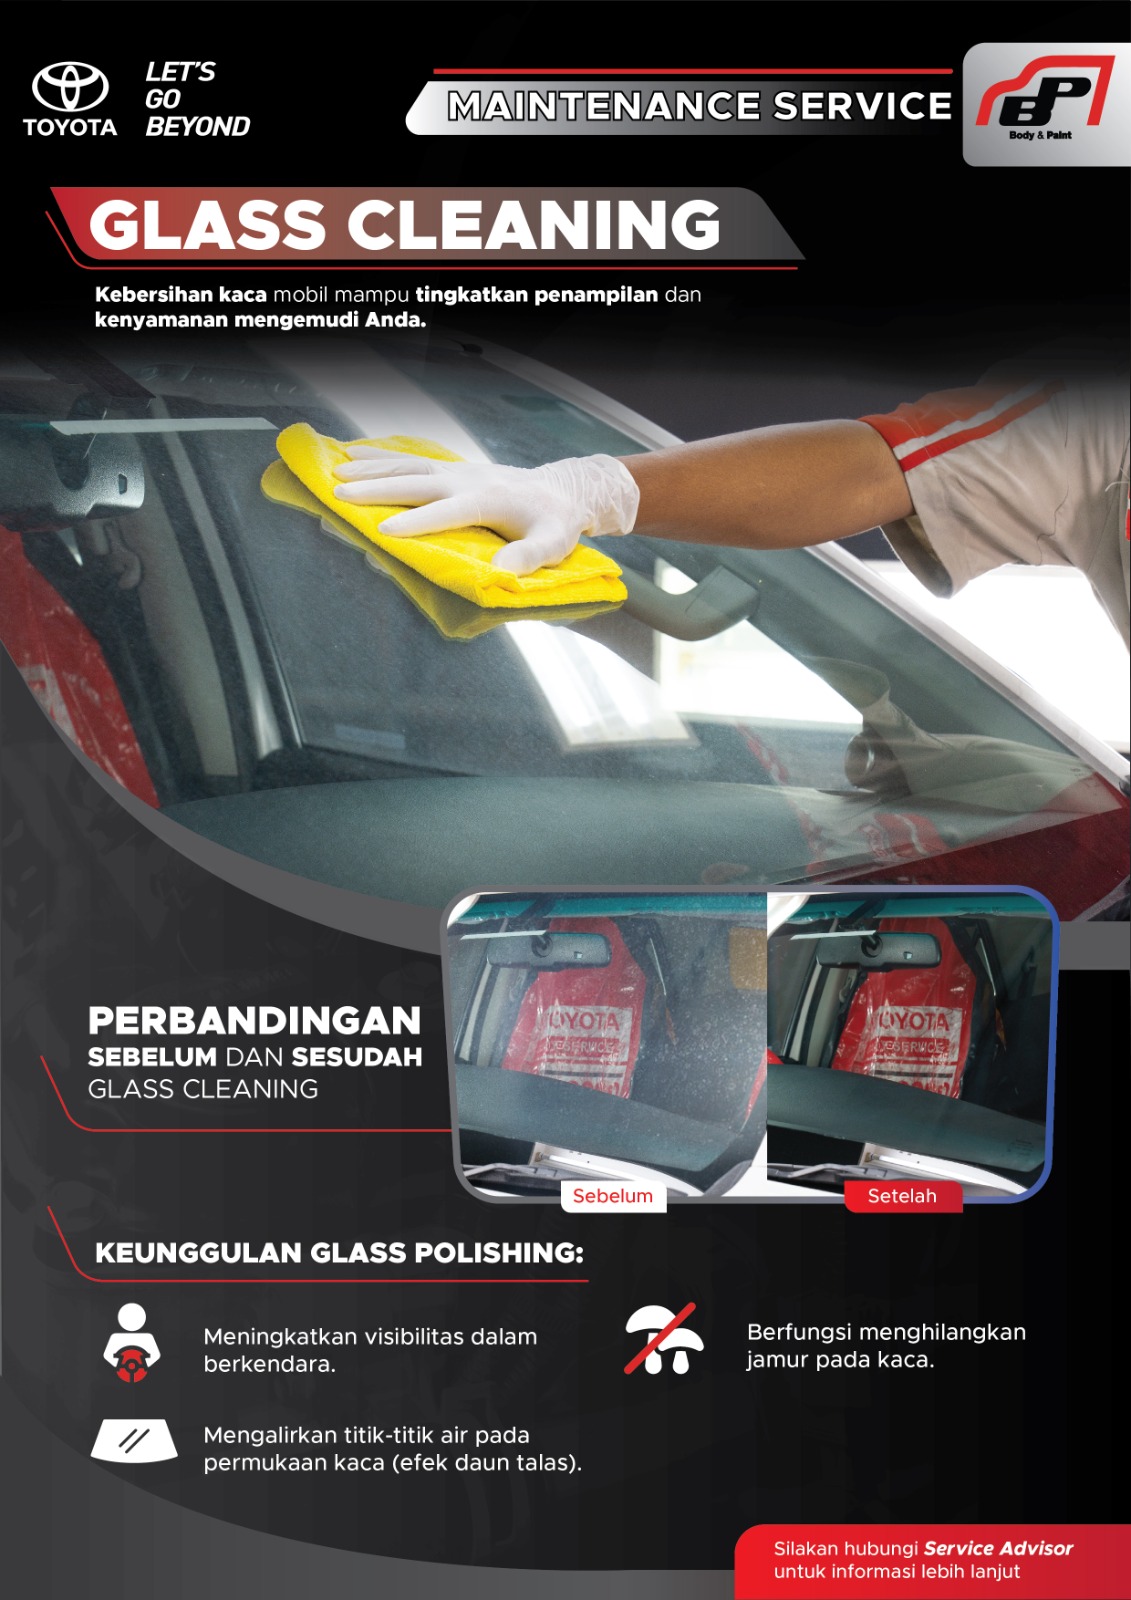 TOYOTA
LET'S
GO
BEYOND
MAINTENANCE SERVICE
BP
Body & Paint
GLASS CLEANING
Kebersihan kaca mobil mampu tingkatkan penampilan dan
kenyamanan mengemudi Anda.
PERBANDINGAN
SEBELUM DAN SESUDAH
GLASS CLEANING
OYOTA
Sebelum
OYOTA
Setelah
KEUNGGULAN GLASS POLISHING:
Meningkatkan visibilitas dalam
berkendara.
Berfungsi menghilangkan
jamur pada kaca.
Mengalirkan titik-titik air pada
permukaan kaca (efek daun talas).
Silakan hubungi Service Advisor
untuk informasi lebih lanjut